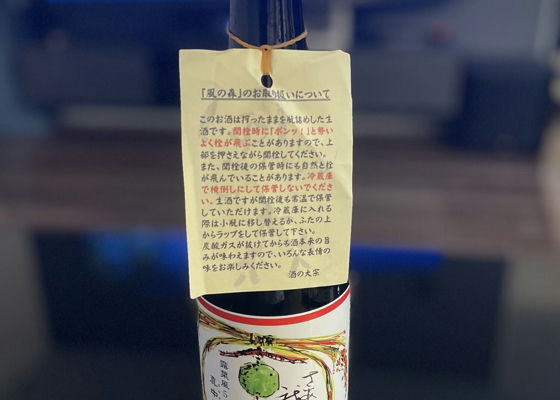 「風の森」のお取り扱いについて
このお酒は搾ったままを瓶詰めした生
酒です。開栓時に「ポンッ！」と勢い
よく栓が飛ぶことがありますので、上
部を押さえながら開栓してください。
また、開栓後の保管時にも自然と栓
が飛んでいることがあります。冷蔵庫
で横倒しにして保管しないでくださ
い。生酒ですが開栓後も常温で保管
していただけます。冷蔵庫に入れる
際は小瓶に移し替えるか、ふたの上
からラップをして保管して下さい。
炭酸ガスが抜けてからも酒本来の旨
みが味わえますので、いろんな表情の
味をお楽しみください。
酒の大宗
露葉風